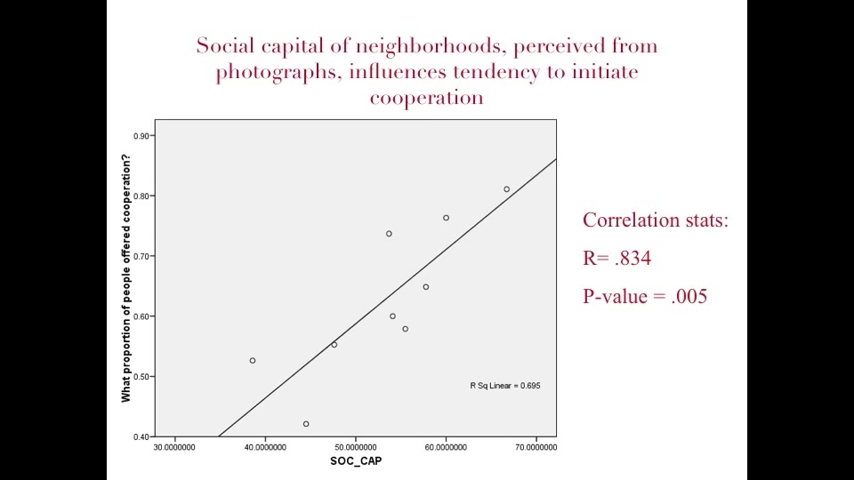 Social capital of neighborhoods, perceived from
photographs, influences tendency to initiate
cooperation
What proportion of people offered cooperation?
0.90
0.80
0.70
0.60
0.50
0.40
R Sq Linear = 0.695
30.0000000 40.0000000 50.0000000 60.0000000 70.0000000
SOC_CAP
Correlation stats:
R= .834
P-value = .005